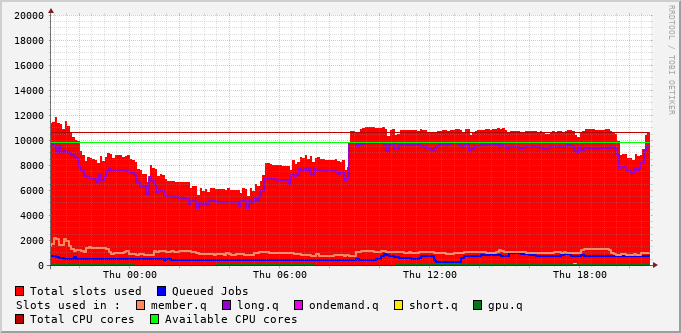 20000
18000
16000
14000
12000
10000
8000
6000
4000
2000
0
Thu 00:00 Thu 06:00 Thu 12:00 Thu 18:00
RRDTOOL / TOBI OETIKER
Total slots used Queued Jobs
Slots used in : member.q long.q ondemand.q short.q gpu.q
Total CPU cores Available CPU cores